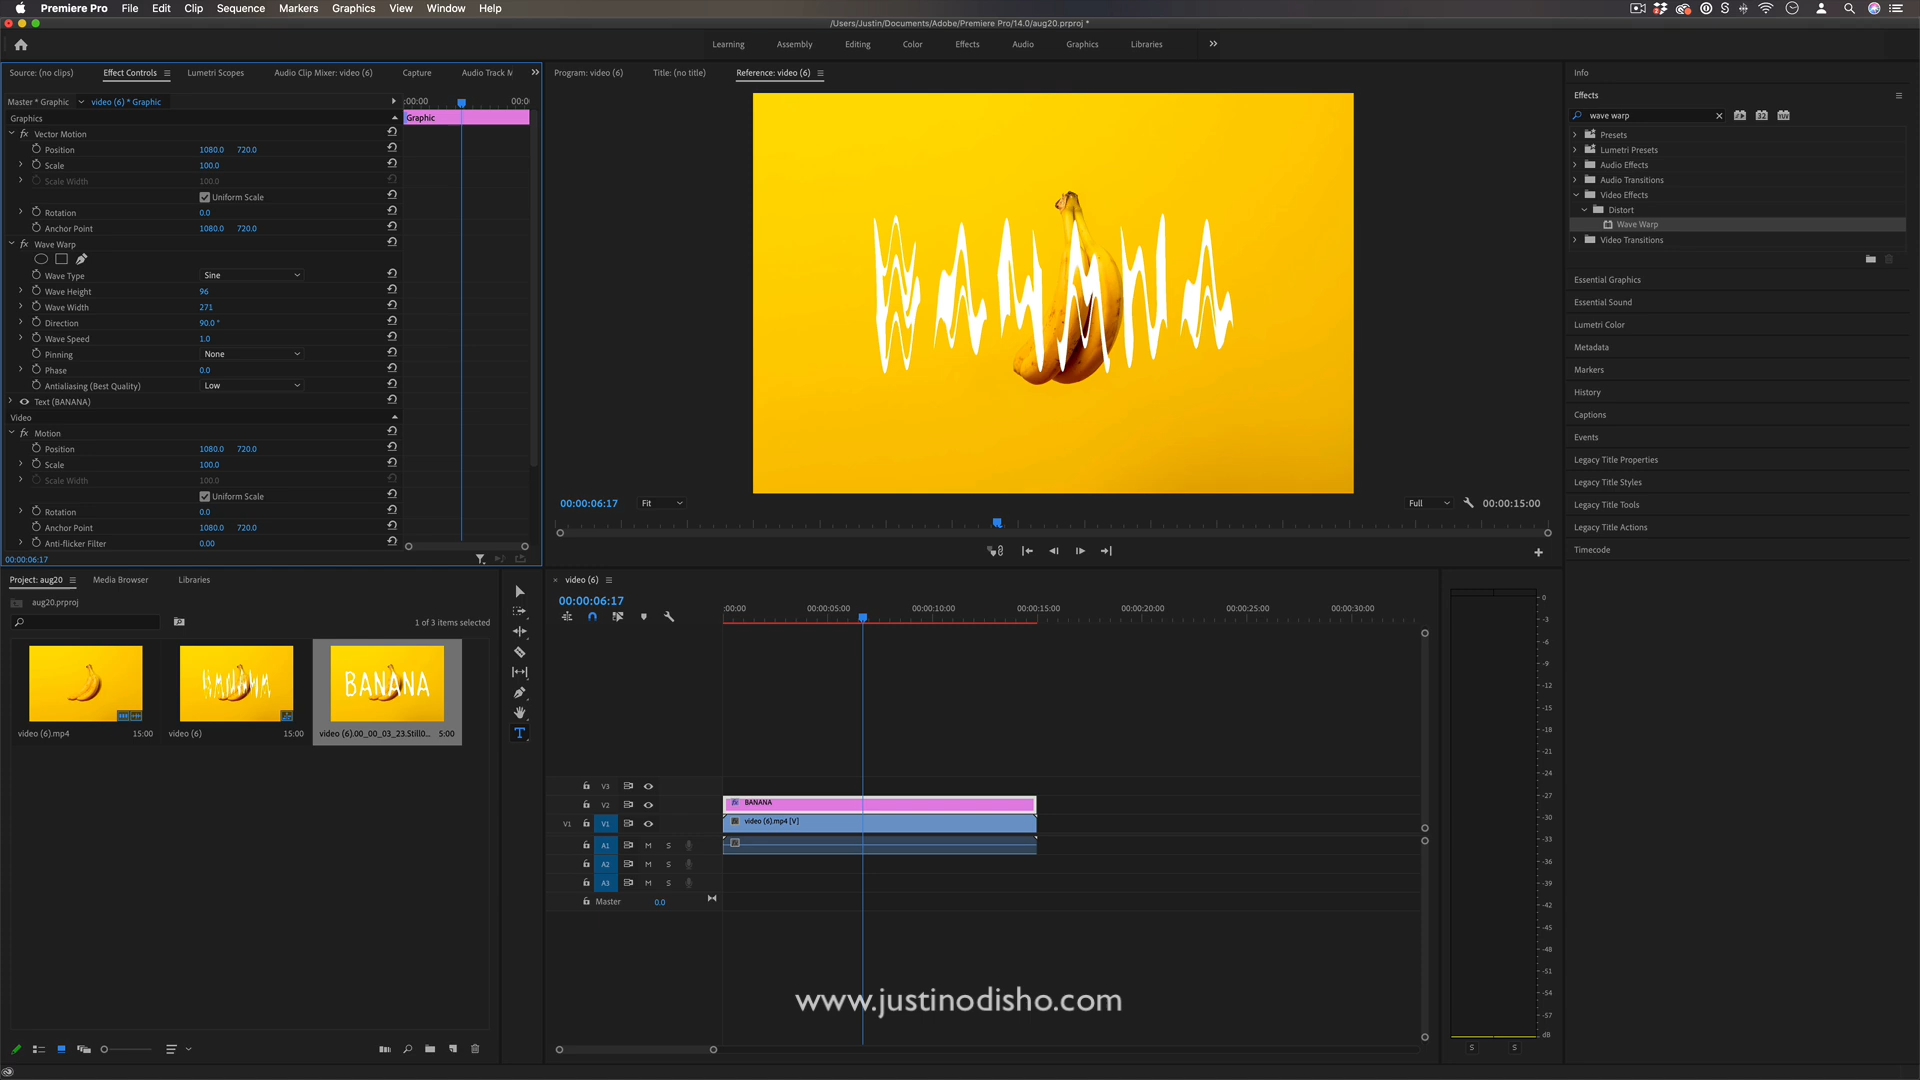 Premiere Pro File Edit Clip Sequence Markers Graphics View Window Help
/Users/Justin/Documents/Adobe/Premiere Pro/14.0/aug20.prproj *
Learning Assembly Editing Color Effects Audio Graphics Libraries
Source: (no clips) Effect Controls Lumetri Scopes Audio Clip Mixer: video (6) Capture Audio Track M
Master * Graphic video (6) * Graphic
:00:00 00:0
Graphics
Graphic
Vector Motion
Position 1080.0 720.0
Scale 100.0
Scale Width 100.0
Uniform Scale
Rotation 0.0
Anchor Point 1080.0 720.0
Wave Warp
Wave Type Sine
Wave Height 96
Wave Width 271
Direction 90.0 °
Wave Speed 1.0
Pinning None
Phase 0.0
Antialiasing (Best Quality) Low
Text (BANANA)
Video
Motion
Position 1080.0 720.0
Scale 100.0
Scale Width 100.0
Uniform Scale
Rotation 0.0
Anchor Point 1080.0 720.0
Anti-flicker Filter 0.00
00:00:06:17
Program: video (6) Title: (no title) Reference: video (6)
BANANA
00:00:06:17 Fit Full 00:00:15:00
Info
Effects
wave warp
Presets
Lumetri Presets
Audio Effects
Audio Transitions
Video Effects
Distort
Wave Warp
Video Transitions
Essential Graphics
Essential Sound
Lumetri Color
Metadata
Markers
History
Captions
Events
Legacy Title Properties
Legacy Title Styles
Legacy Title Tools
Legacy Title Actions
Timecode
Project: aug20 Media Browser Libraries
aug20.prproj
1 of 3 items selected
BANANA
BANANA
video (6).mp4 15:00
video (6) 15:00
video (6).00_00_03_23.Still0... 5:00
video (6)
00:00:06:17
:00:00 00:00:05:00 00:00:10:00 00:00:15:00 00:00:20:00 00:00:25:00 00:00:30:00
V3
V2 BANANA
V1 V1 video (6).mp4 [V]
A1 M S
A2 M S
A3 M S
Master 0.0
0
-3
-6
-9
-12
-15
-18
-21
-24
-27
-30
-33
-36
-39
-42
-45
-48
-51
-54
-57
dB
S S
www.justinodisho.com